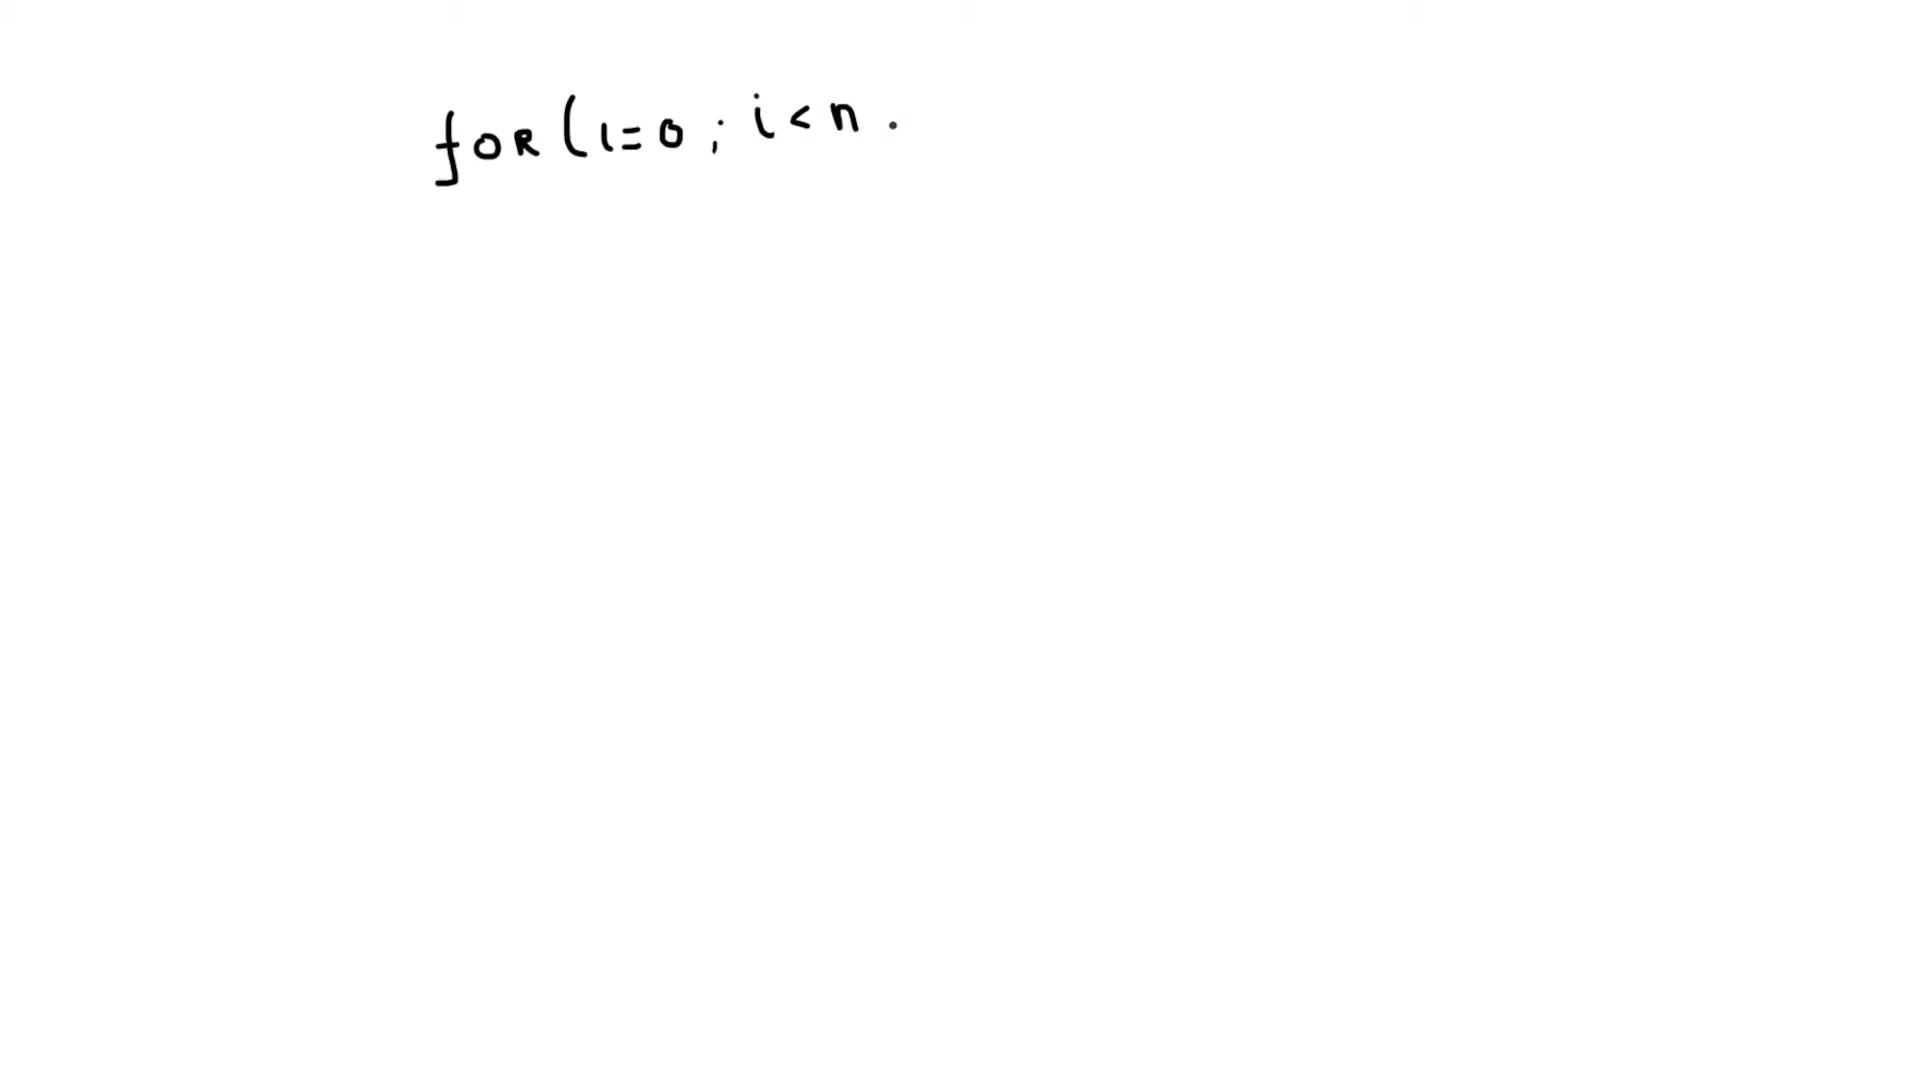 for (i=0 ; i<n .